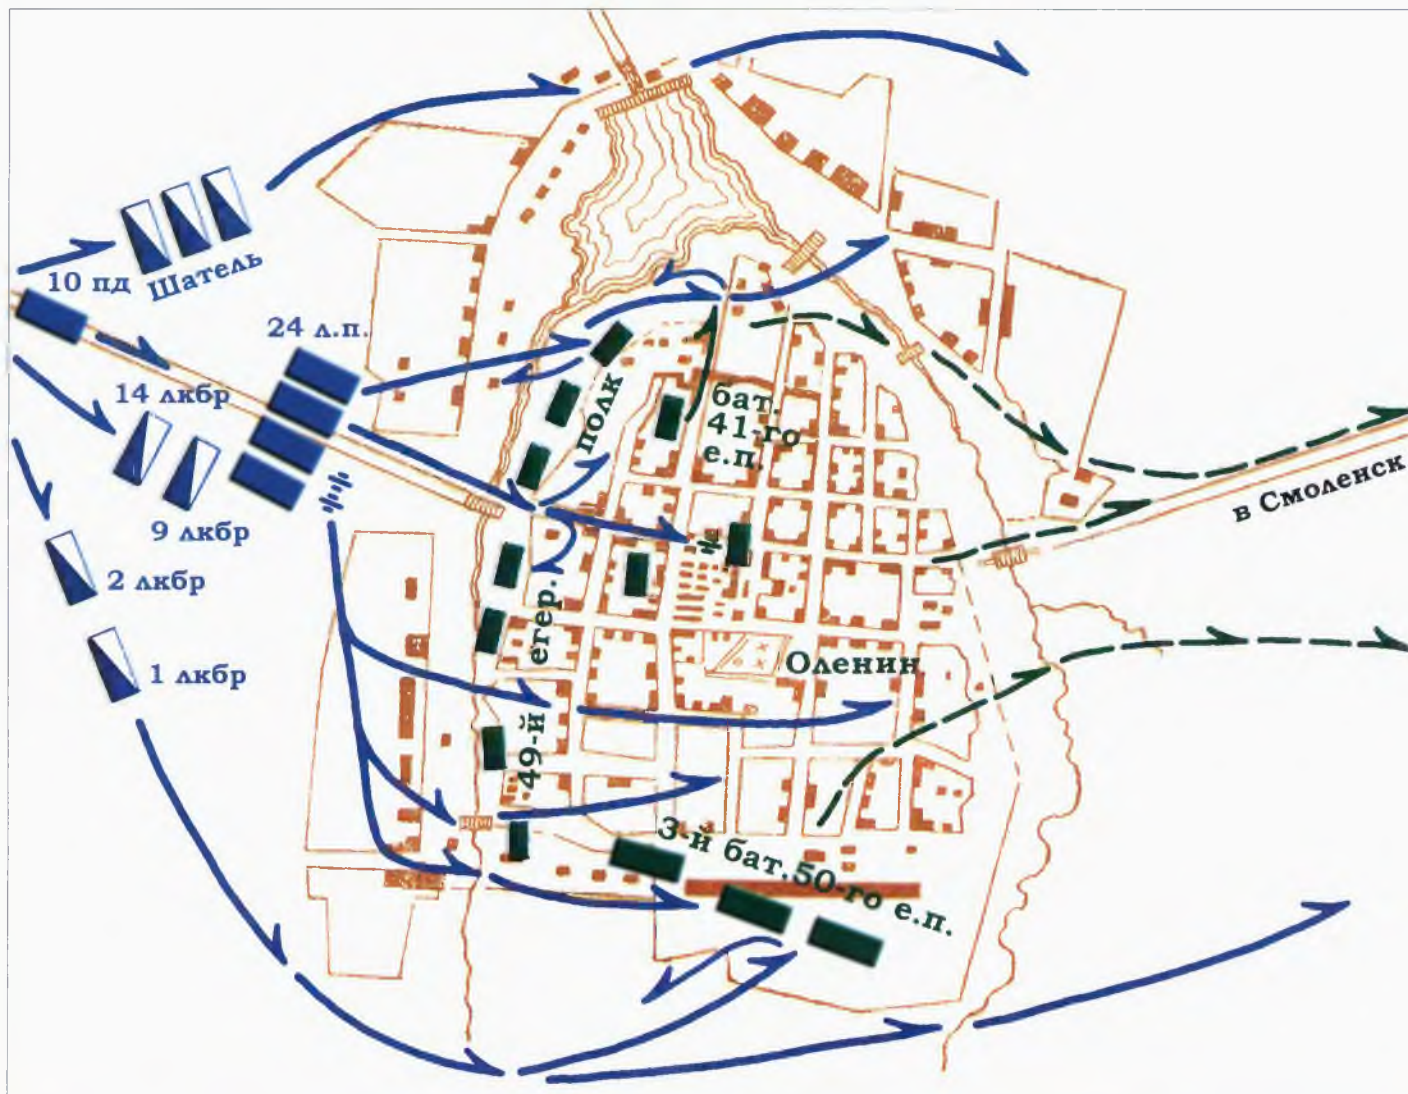 10 пд
Шатель
24 л.п.
14 лкбр
9 лкбр
2 лкбр
1 лкбр
полк
бат.
41-го
е.п.
в Смоленск
егер.
Оленин
49-й
3-й бат.50-го е.п.